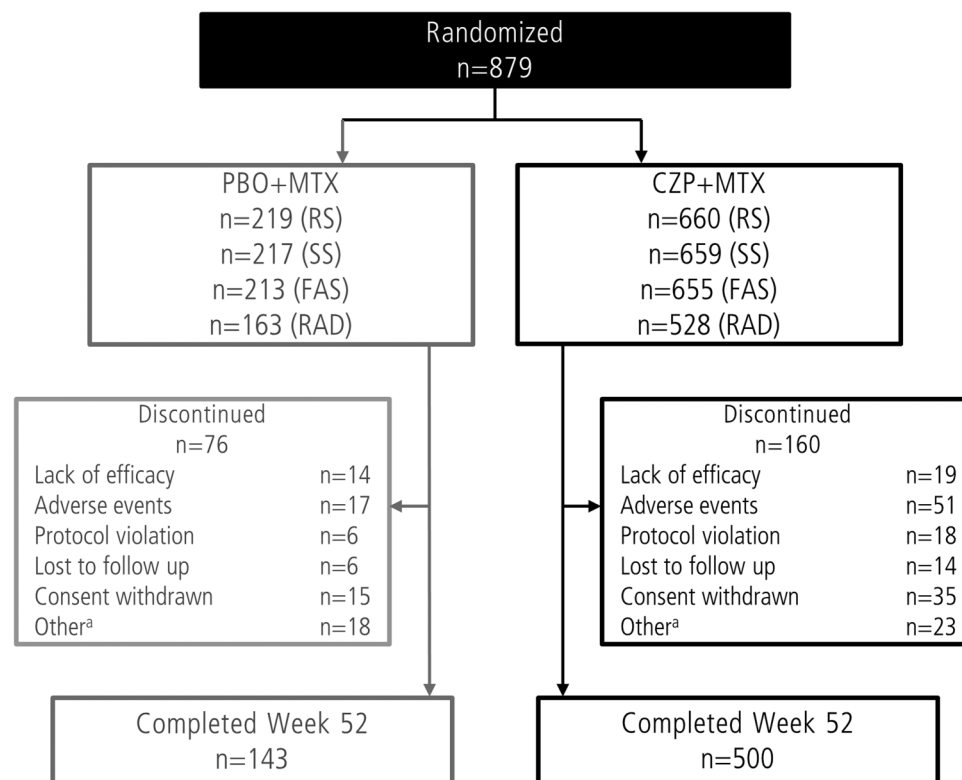 Randomized
n=879
PBO+MTX
n=219 (RS)
n=217 (SS)
n=213 (FAS)
n=163 (RAD)
CZP+MTX
n=660 (RS)
n=659 (SS)
n=655 (FAS)
n=528 (RAD)
Discontinued
n=76
Lack of efficacy n=14
Adverse events n=17
Protocol violation n=6
Lost to follow up n=6
Consent withdrawn n=15
Otherᵃ n=18
Discontinued
n=160
Lack of efficacy n=19
Adverse events n=51
Protocol violation n=18
Lost to follow up n=14
Consent withdrawn n=35
Otherᵃ n=23
Completed Week 52
n=143
Completed Week 52
n=500